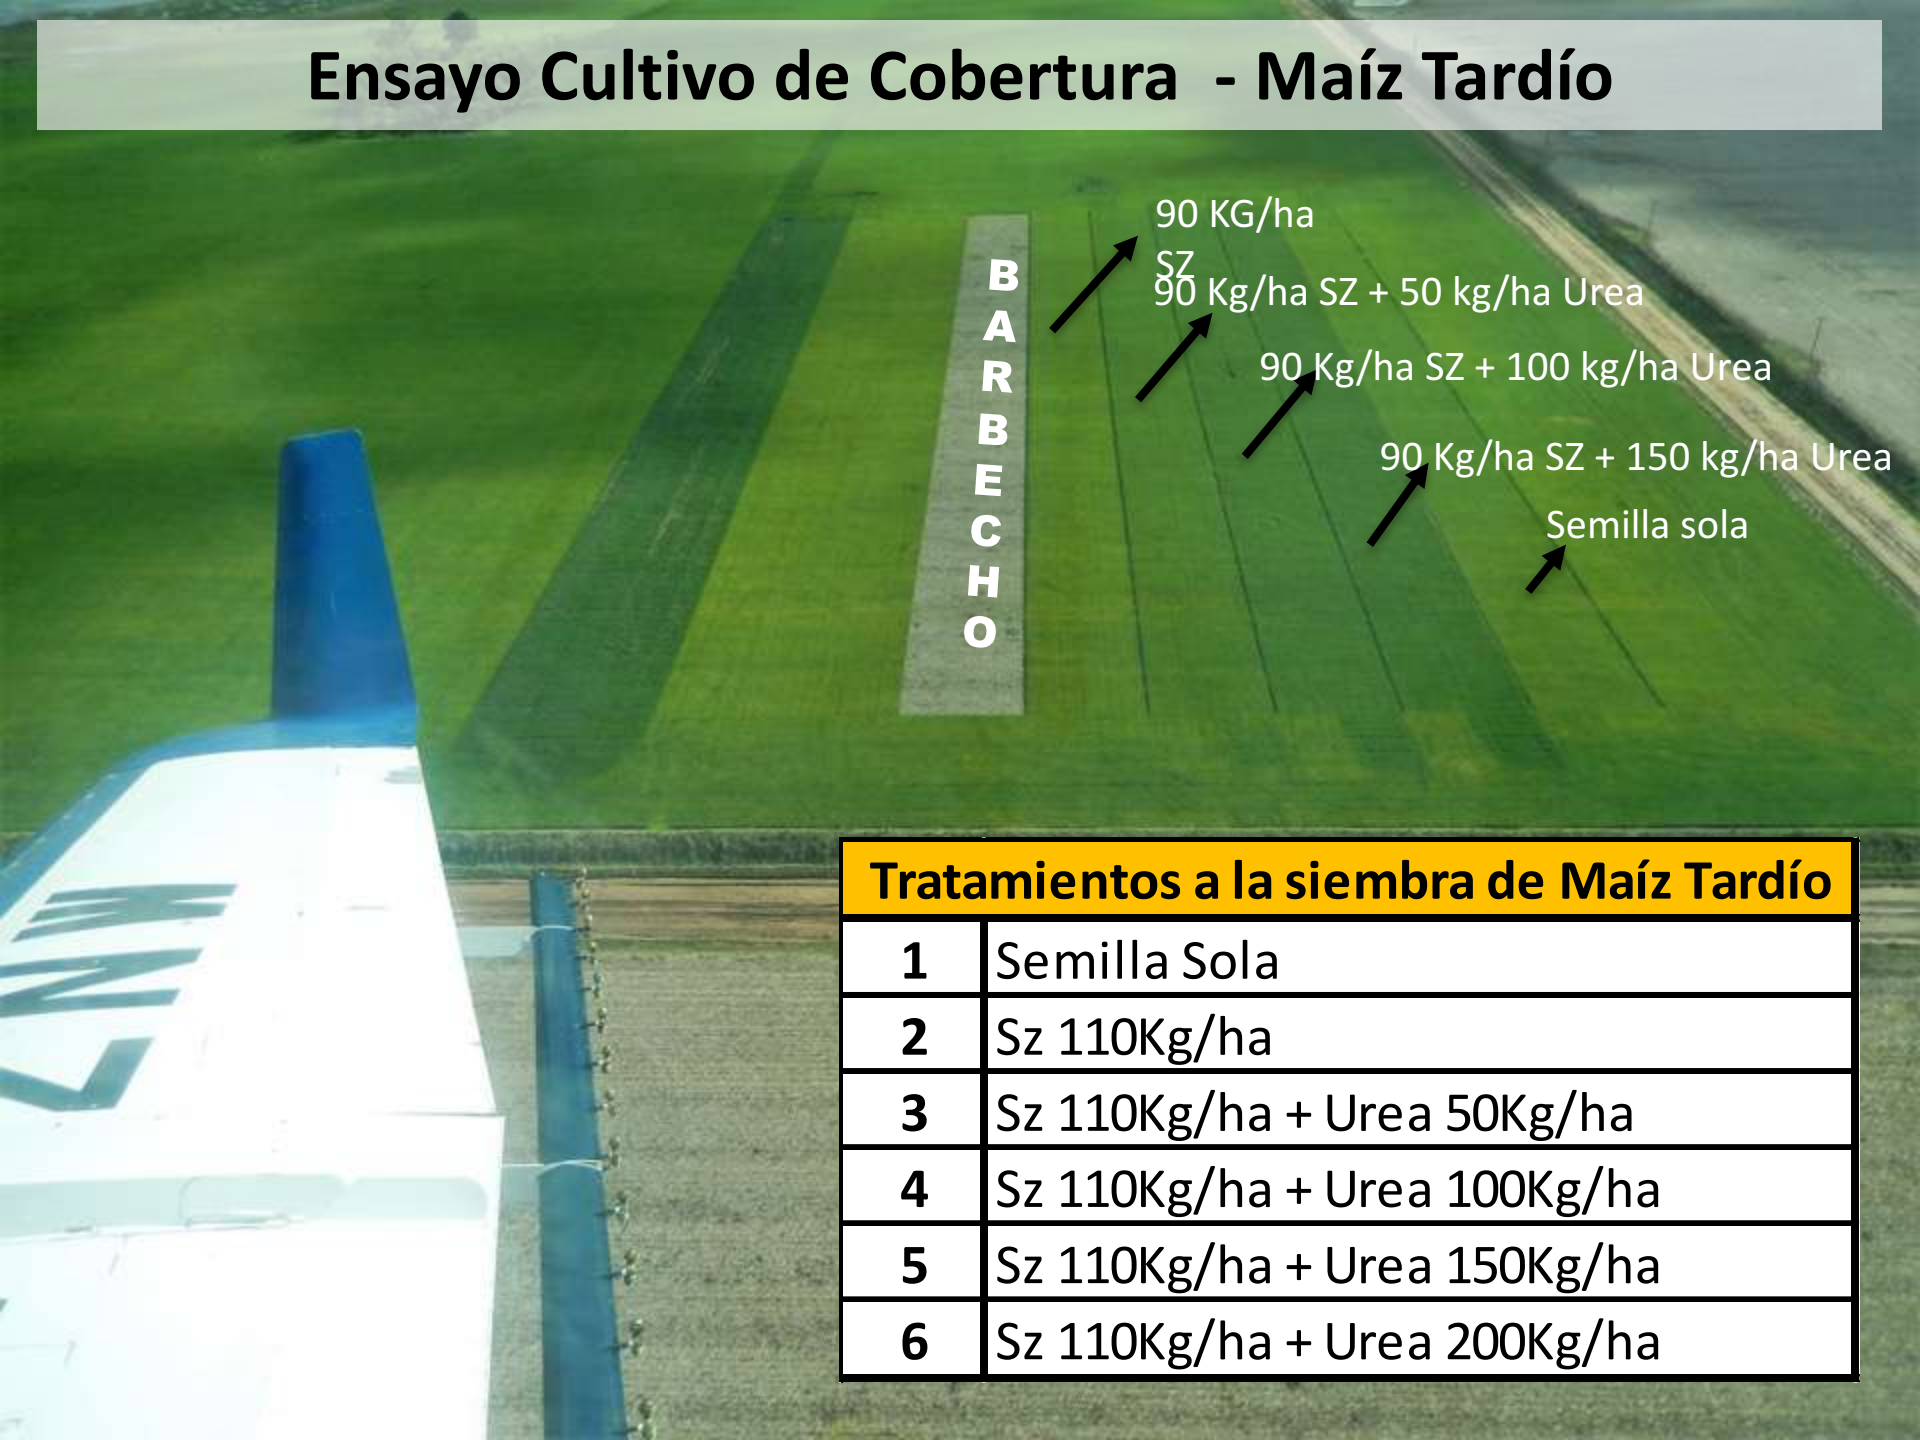 Ensayo Cultivo de Cobertura - Maíz Tardío
90 KG/ha
SZ
90 Kg/ha SZ + 50 kg/ha Urea
90 Kg/ha SZ + 100 kg/ha Urea
90 Kg/ha SZ + 150 kg/ha Urea
Semilla sola
BARBECHO
Tratamientos a la siembra de Maíz Tardío
1 Semilla Sola
2 Sz 110Kg/ha
3 Sz 110Kg/ha + Urea 50Kg/ha
4 Sz 110Kg/ha + Urea 100Kg/ha
5 Sz 110Kg/ha + Urea 150Kg/ha
6 Sz 110Kg/ha + Urea 200Kg/ha